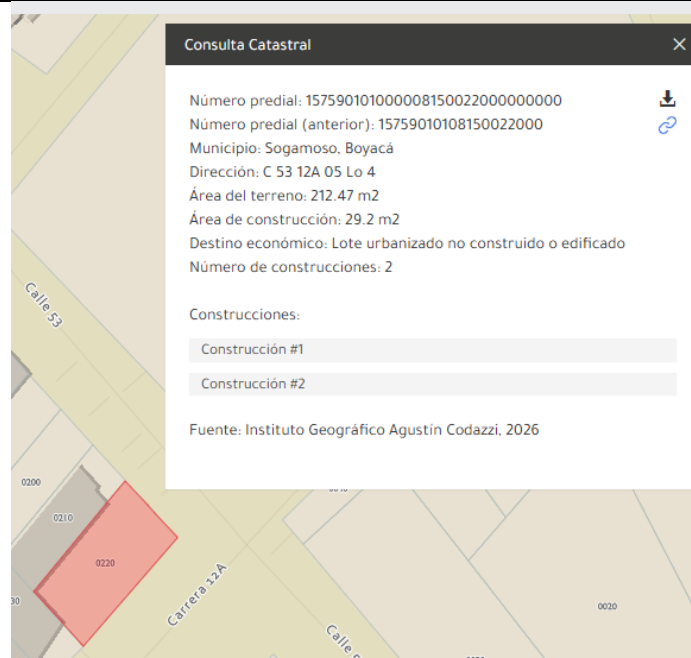 Consulta Catastral
Número predial: 157590101000008150022000000000
Número predial (anterior): 15759010108150022000
Municipio: Sogamoso, Boyacá
Dirección: C 53 12A 05 Lo 4
Área del terreno: 212.47 m2
Área de construcción: 29.2 m2
Destino económico: Lote urbanizado no construido o edificado
Número de construcciones: 2
Construcciones:
Construcción #1
Construcción #2
Fuente: Instituto Geográfico Agustín Codazzi, 2026
Calle 53
0200
0210
0220
30
Carrera 12A
Calle
0020